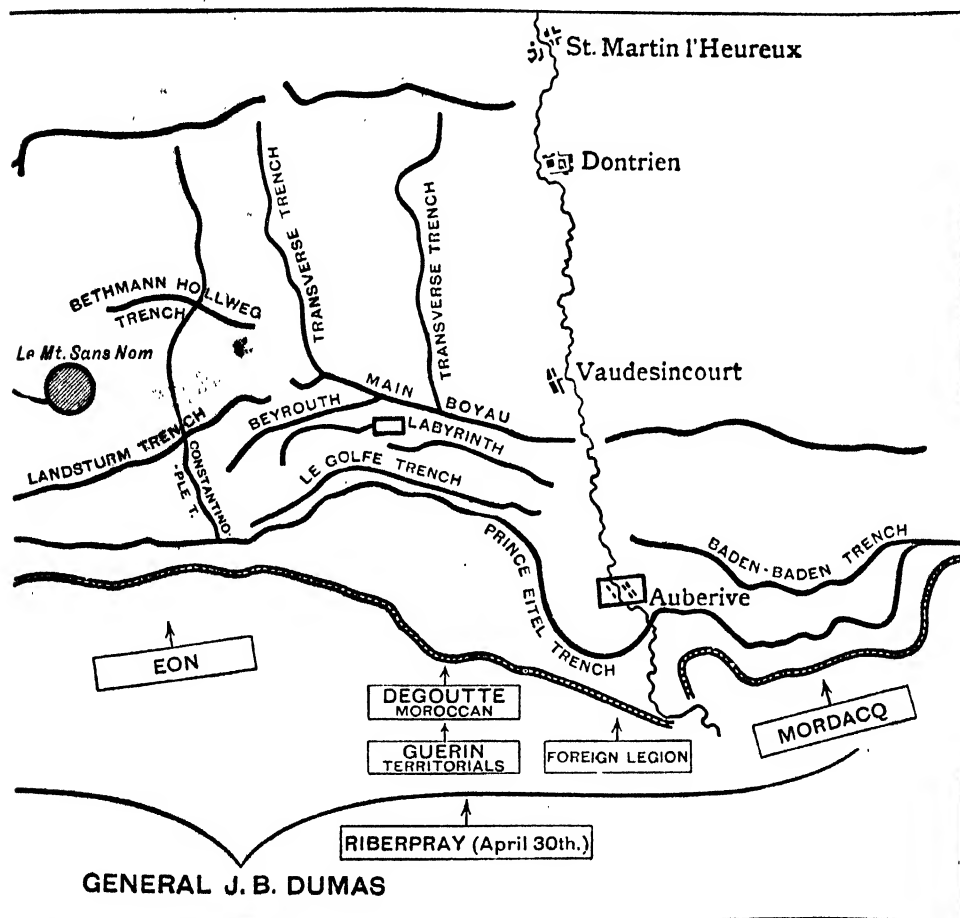 St. Martin l'Heureux
Dontrien
TRANSVERSE TRENCH
TRANSVERSE TRENCH
BETHMANN HOLLWEG
TRENCH
Le Mt. Sans Nom
Vaudesincourt
MAIN BOYAU
BEYROUTH
LABYRINTH
LANDSTURM TRENCH
CONSTANTINO-
-PLE T.
LE GOLFE TRENCH
PRINCE EITEL TRENCH
BADEN-BADEN TRENCH
Auberive
EON
DEGOUTTE
MOROCCAN
GUERIN
TERRITORIALS
FOREIGN LEGION
MORDACQ
RIBERPRAY (April 30th.)
GENERAL J. B. DUMAS